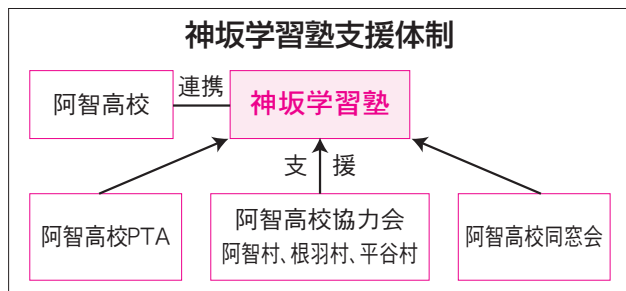 神坂学習塾支援体制
阿智高校
連携
神坂学習塾
支援
阿智高校PTA
阿智高校協力会
阿智村、根羽村、平谷村
阿智高校同窓会